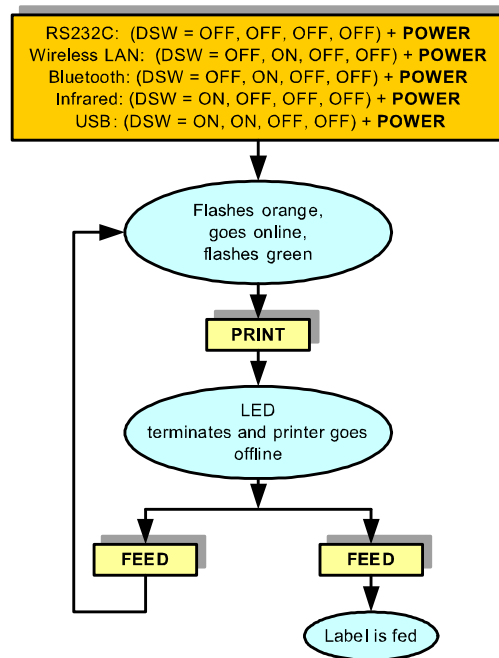 RS232C: (DSW = OFF, OFF, OFF, OFF) + POWER
Wireless LAN: (DSW = OFF, ON, OFF, OFF) + POWER
Bluetooth: (DSW = OFF, ON, OFF, OFF) + POWER
Infrared: (DSW = ON, OFF, OFF, OFF) + POWER
USB: (DSW = ON, ON, OFF, OFF) + POWER
Flashes orange,
goes online,
flashes green
PRINT
LED
terminates and printer goes
offline
FEED
FEED
Label is fed